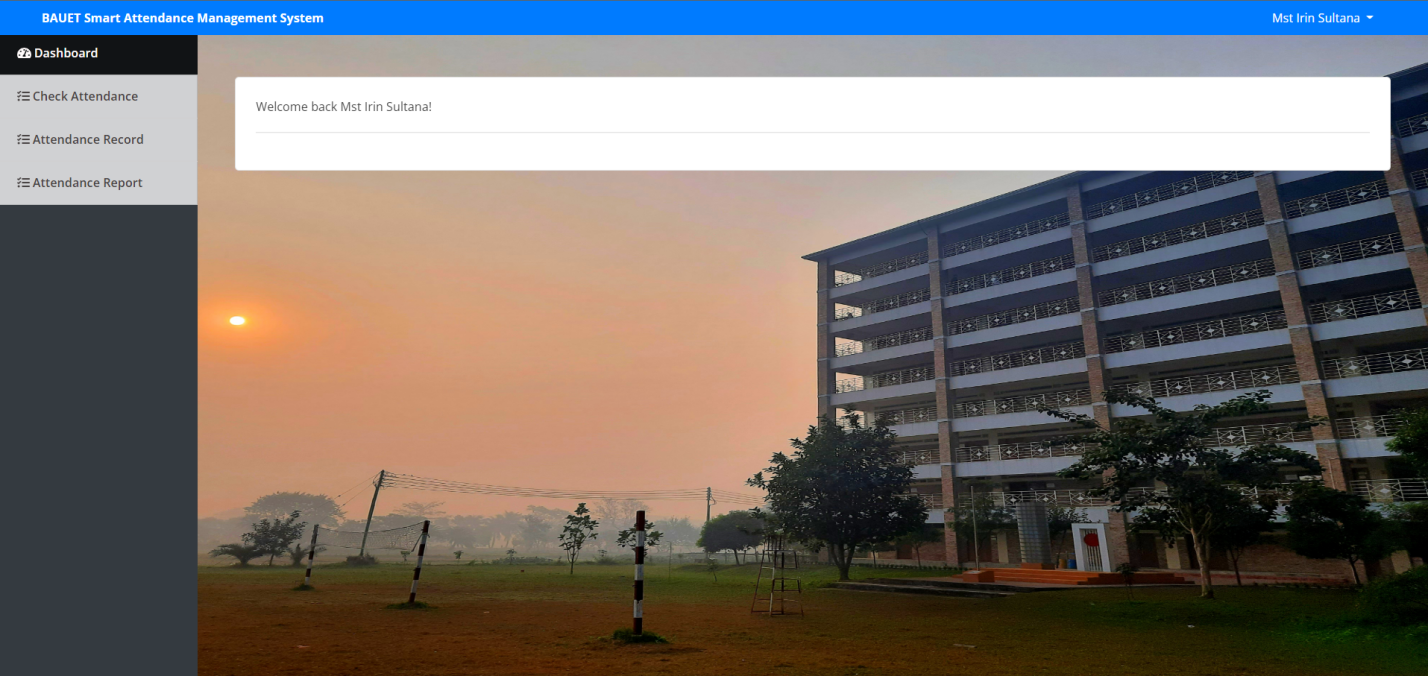 BAUET Smart Attendance Management System
Mst Irin Sultana
Dashboard
Check Attendance
Attendance Record
Attendance Report
Welcome back Mst Irin Sultana!